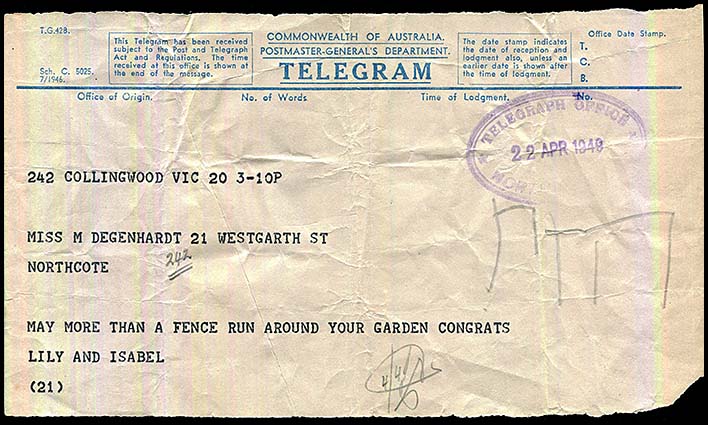 T.G.42B.
This Telegram has been received
subject to the Post and Telegraph
Act and Regulations. The time
received at this office is shown at
the end of the message.
COMMONWEALTH OF AUSTRALIA.
POSTMASTER-GENERAL'S DEPARTMENT.
TELEGRAM
The date stamp indicates
the date of reception and
lodgment also, unless an
earlier date is shown after
the time of lodgment.
Office Date Stamp.
T.
C.
B.
Sch. C. 5025.
7/1946.
Office of Origin.
No. of Words
Time of Lodgment.
No.
TELEGRAPH OFFICE
22 APR 1949
242 COLLINGWOOD VIC 20 3-10P
MISS M DEGENHARDT 21 WESTGARTH ST
NORTHCOTE
242
MAY MORE THAN A FENCE RUN AROUND YOUR GARDEN CONGRATS
LILY AND ISABEL
(21)